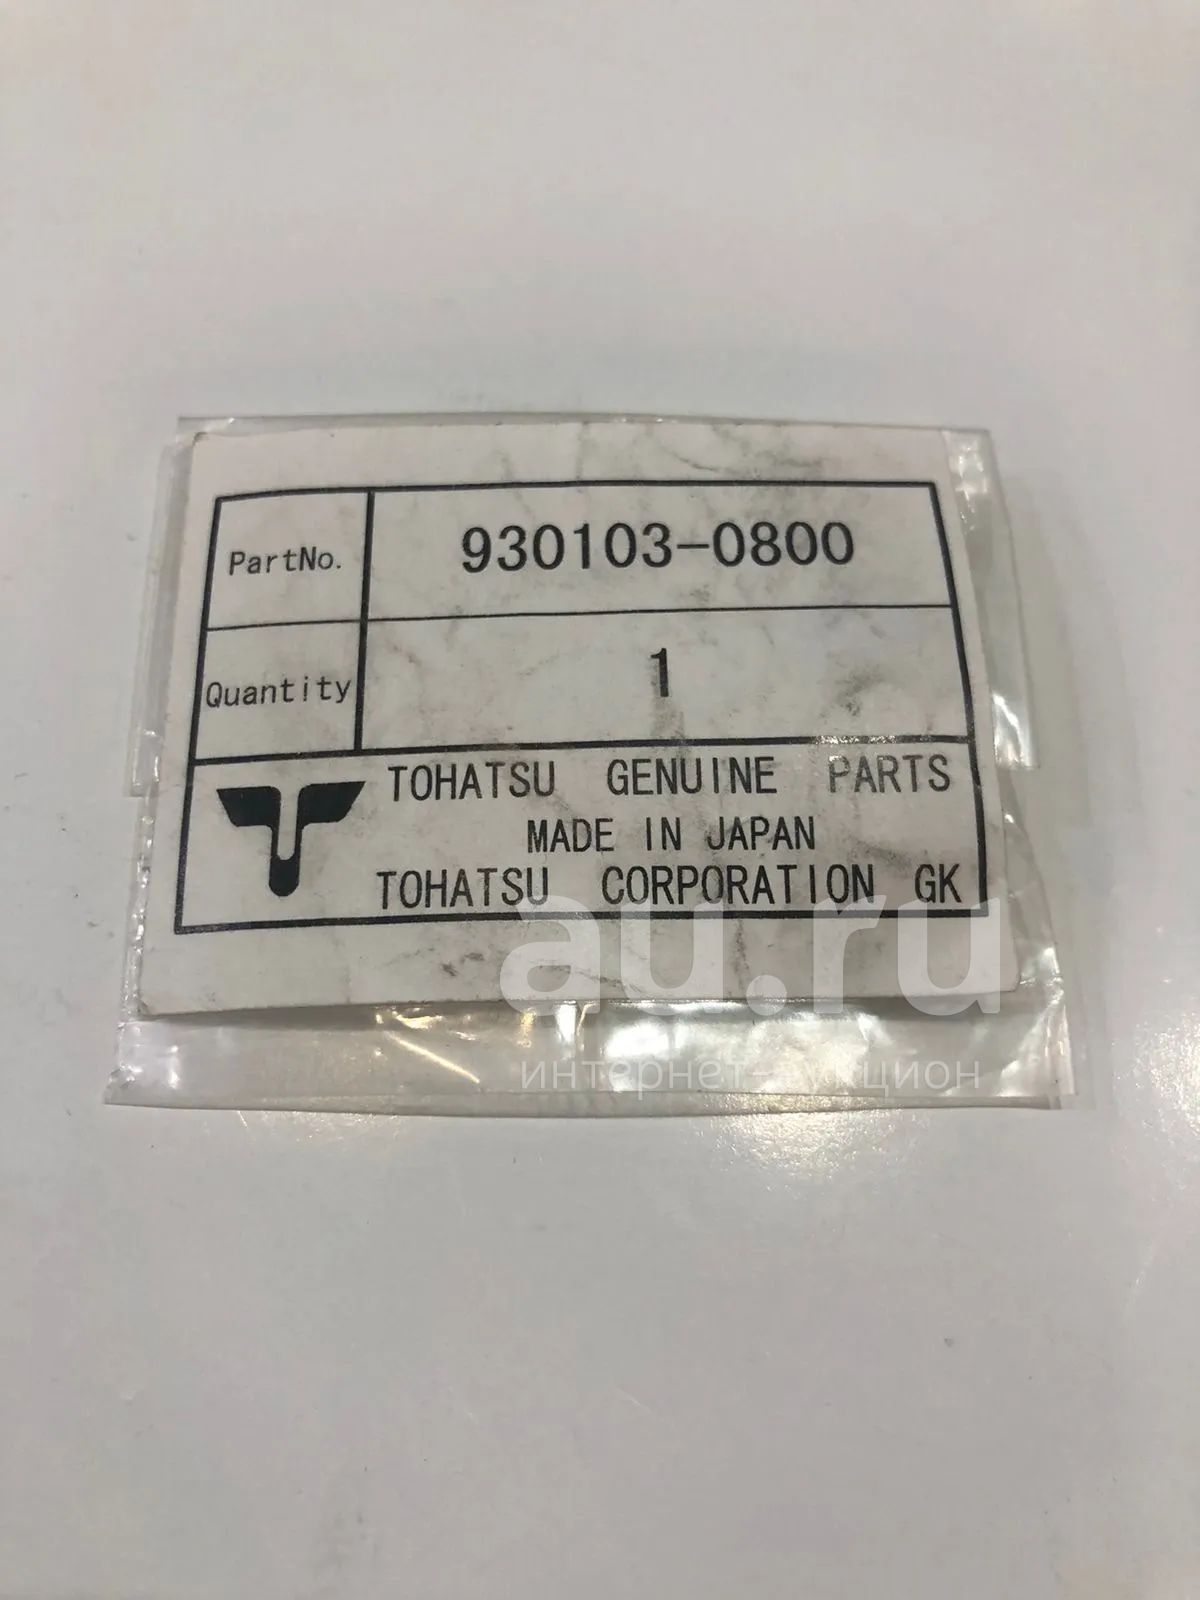 PartNo. 930103-0800
Quantity 1
TOHATSU GENUINE PARTS
MADE IN JAPAN
TOHATSU CORPORATION GK
au.ru
интернет-аукцион